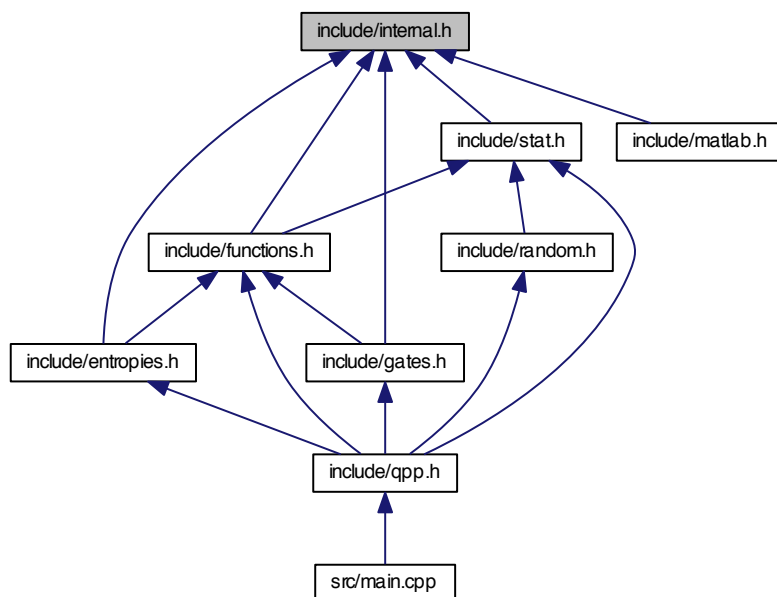 include/internal.h
include/stat.h
include/matlab.h
include/functions.h
include/random.h
include/entropies.h
include/gates.h
include/qpp.h
src/main.cpp